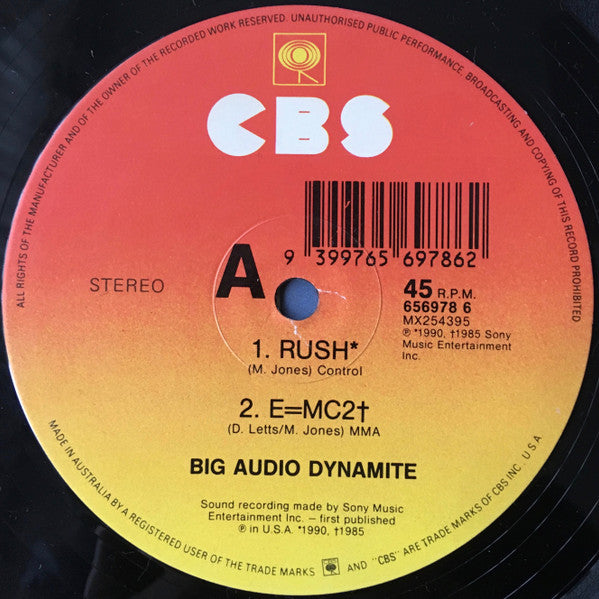 ALL RIGHTS OF THE MANUFACTURER AND OF THE OWNER OF THE RECORDED WORK RESERVED. UNAUTHORISED PUBLIC PERFORMANCE, BROADCASTING AND COPYING OF THIS RECORD PROHIBITED
CBS
9 399765 697862
A
STEREO
45 R.P.M.
656978 6
MX254395
℗ *1990, †1985 Sony
Music Entertainment
Inc.
1. RUSH*
(M. Jones) Control
2. E=MC2†
(D. Letts/M. Jones) MMA
BIG AUDIO DYNAMITE
Sound recording made by Sony Music
Entertainment Inc. – first published
℗ in U.S.A. *1990, †1985
MADE IN AUSTRALIA BY A REGISTERED USER OF THE TRADE MARKS AND "CBS" ARE TRADE MARKS OF CBS INC U.S.A.